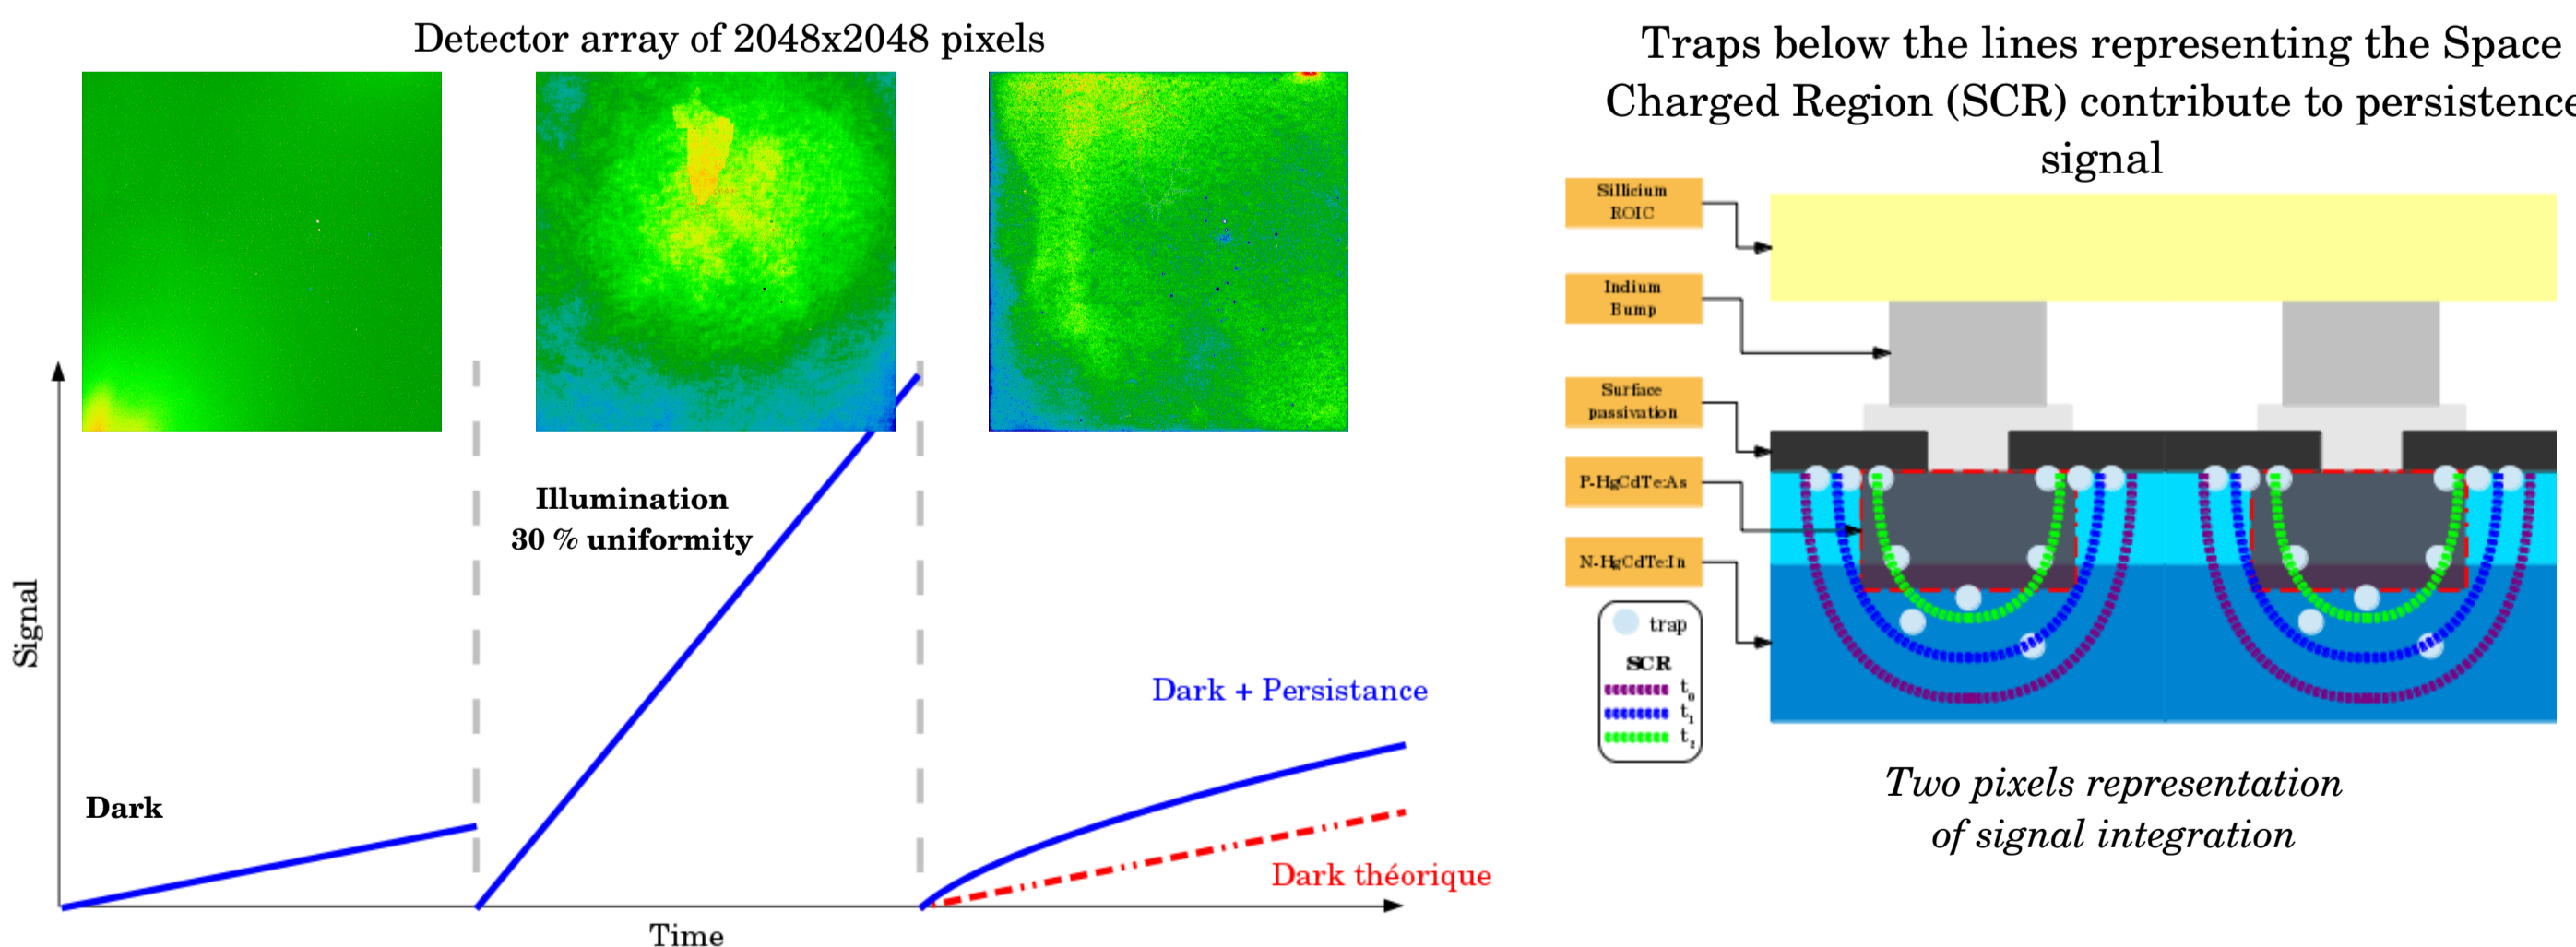 Detector array of 2048x2048 pixels
Signal
Dark
Illumination
30 % uniformity
Dark + Persistance
Dark théorique
Time
Traps below the lines representing the Space
Charged Region (SCR) contribute to persistence
signal
Sillicium
ROIC
Indium
Bump
Surface
passivation
P-HgCdTe:As
N-HgCdTe:In
trap
SCR
t0
t1
t2
Two pixels representation
of signal integration